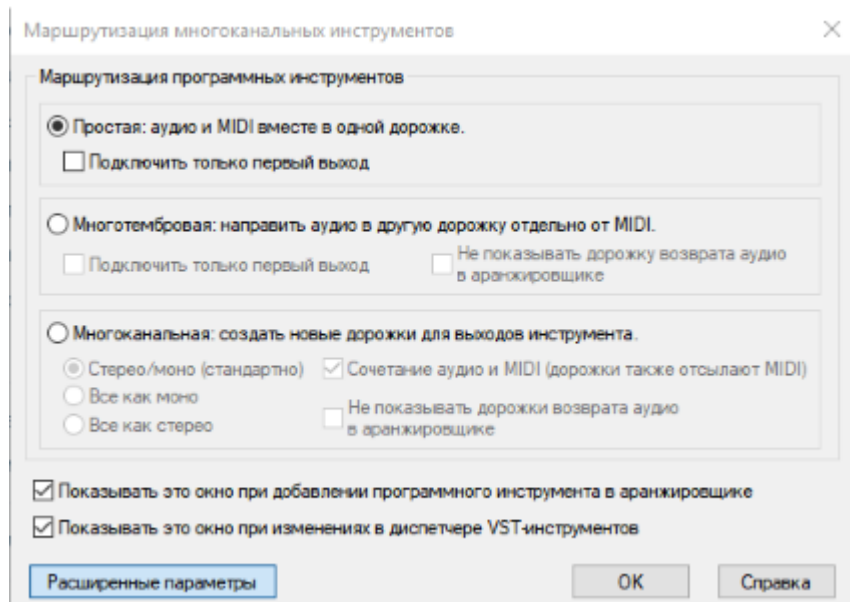 Маршрутизация многоканальных инструментов
Маршрутизация программных инструментов
Простая: аудио и MIDI вместе в одной дорожке.
Подключить только первый выход
Многотембровая: направить аудио в другую дорожку отдельно от MIDI.
Подключить только первый выход
Не показывать дорожку возврата аудио
в аранжировщике
Многоканальная: создать новые дорожки для выходов инструмента.
Стерео/моно (стандартно)
Сочетание аудио и MIDI (дорожки также отсылают MIDI)
Все как моно
Не показывать дорожки возврата аудио
в аранжировщике
Все как стерео
Показывать это окно при добавлении программного инструмента в аранжировщике
Показывать это окно при изменениях в диспетчере VST-инструментов
Расширенные параметры
OK
Справка